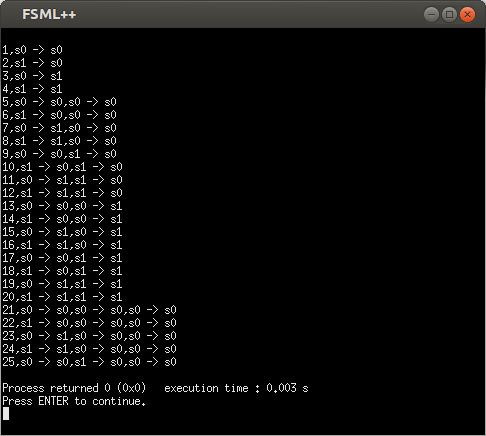 FSML++
1,s0 -> s0
2,s1 -> s0
3,s0 -> s1
4,s1 -> s1
5,s0 -> s0,s0 -> s0
6,s1 -> s0,s0 -> s0
7,s0 -> s1,s0 -> s0
8,s1 -> s1,s0 -> s0
9,s0 -> s0,s1 -> s0
10,s1 -> s0,s1 -> s0
11,s0 -> s1,s1 -> s0
12,s1 -> s1,s1 -> s0
13,s0 -> s0,s0 -> s1
14,s1 -> s0,s0 -> s1
15,s0 -> s1,s0 -> s1
16,s1 -> s1,s0 -> s1
17,s0 -> s0,s1 -> s1
18,s1 -> s0,s1 -> s1
19,s0 -> s1,s1 -> s1
20,s1 -> s1,s1 -> s1
21,s0 -> s0,s0 -> s0,s0 -> s0
22,s1 -> s0,s0 -> s0,s0 -> s0
23,s0 -> s1,s0 -> s0,s0 -> s0
24,s1 -> s1,s0 -> s0,s0 -> s0
25,s0 -> s0,s1 -> s0,s0 -> s0
Process returned 0 (0x0)   execution time : 0.003 s
Press ENTER to continue.